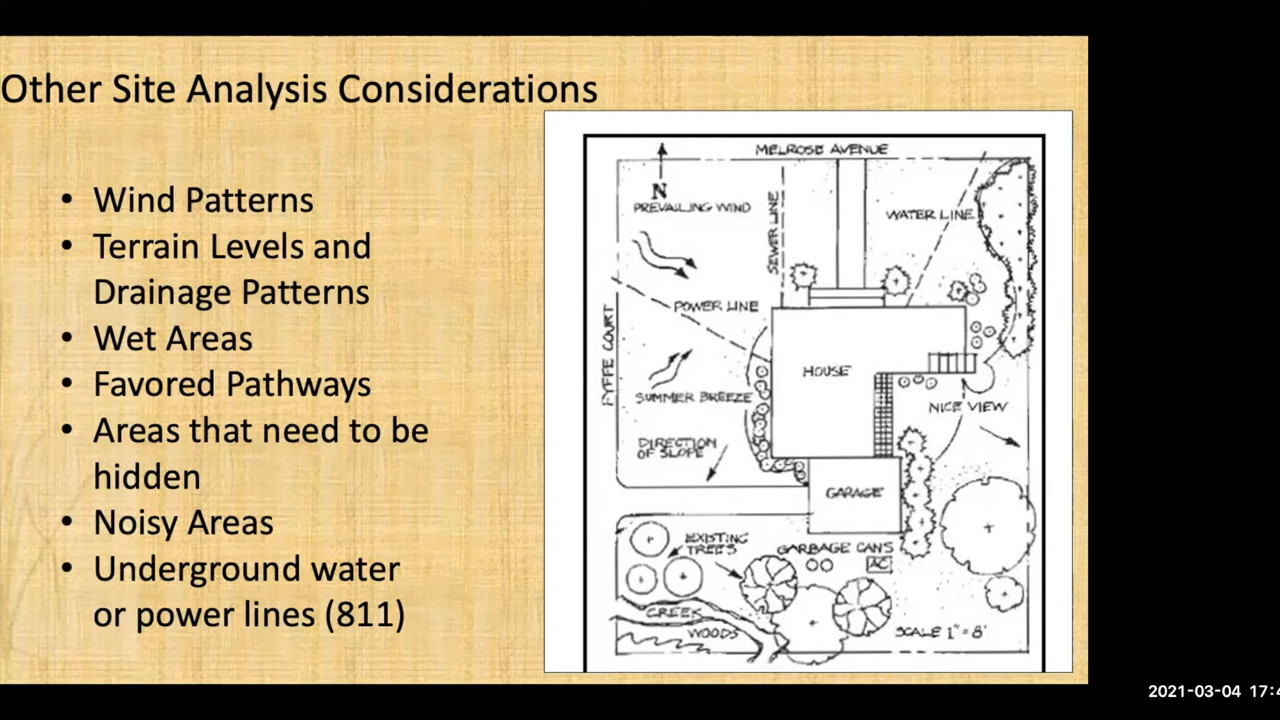 Other Site Analysis Considerations
• Wind Patterns
• Terrain Levels and
Drainage Patterns
• Wet Areas
• Favored Pathways
• Areas that need to be
hidden
• Noisy Areas
• Underground water
or power lines (811)
MELROSE AVENUE
N
PREVAILING WIND
SEWER LINE
WATER LINE
POWER LINE
FYFFE COURT
HOUSE
SUMMER BREEZE
NICE VIEW
DIRECTION
OF SLOPE
GARAGE
EXISTING
TREES
GARBAGE CANS
AC
CREEK
WOODS
SCALE 1" = 8'
2021-03-04 17:4